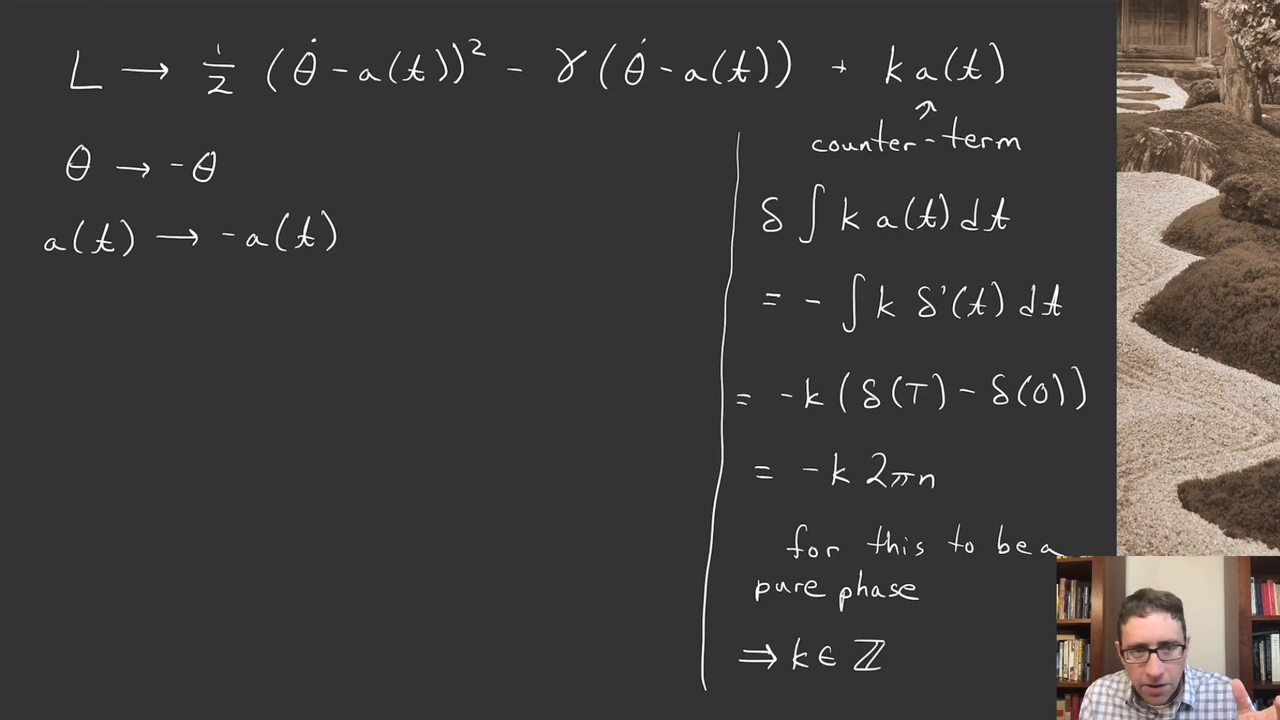 L → 1/2 (θ̇ - a(t))² - γ(θ̇ - a(t)) + k a(t)
↑
counter-term
θ → -θ
a(t) → -a(t)
δ ∫ k a(t) dt
= - ∫ k δ'(t) dt
= -k (δ(T) - δ(0))
= -k 2πn
for this to be a
pure phase
⇒ k ∈ ℤ